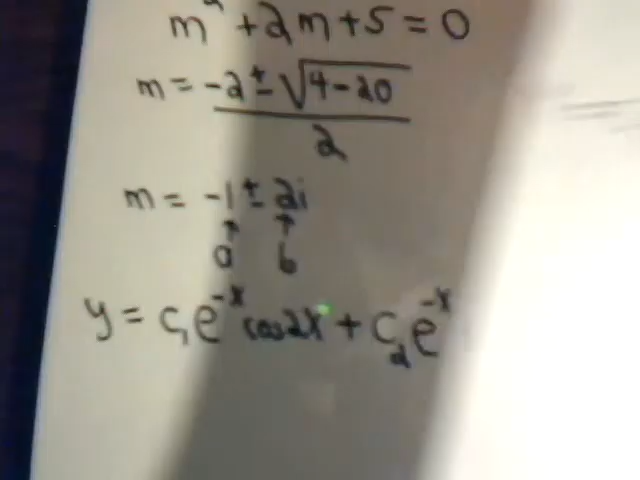 m² + 2m + 5 = 0
m = -2 ± √4 - 20
2
m = -1 ± 2i
a b
y = c₁e⁻ˣ cos2x + c₂e⁻ˣ